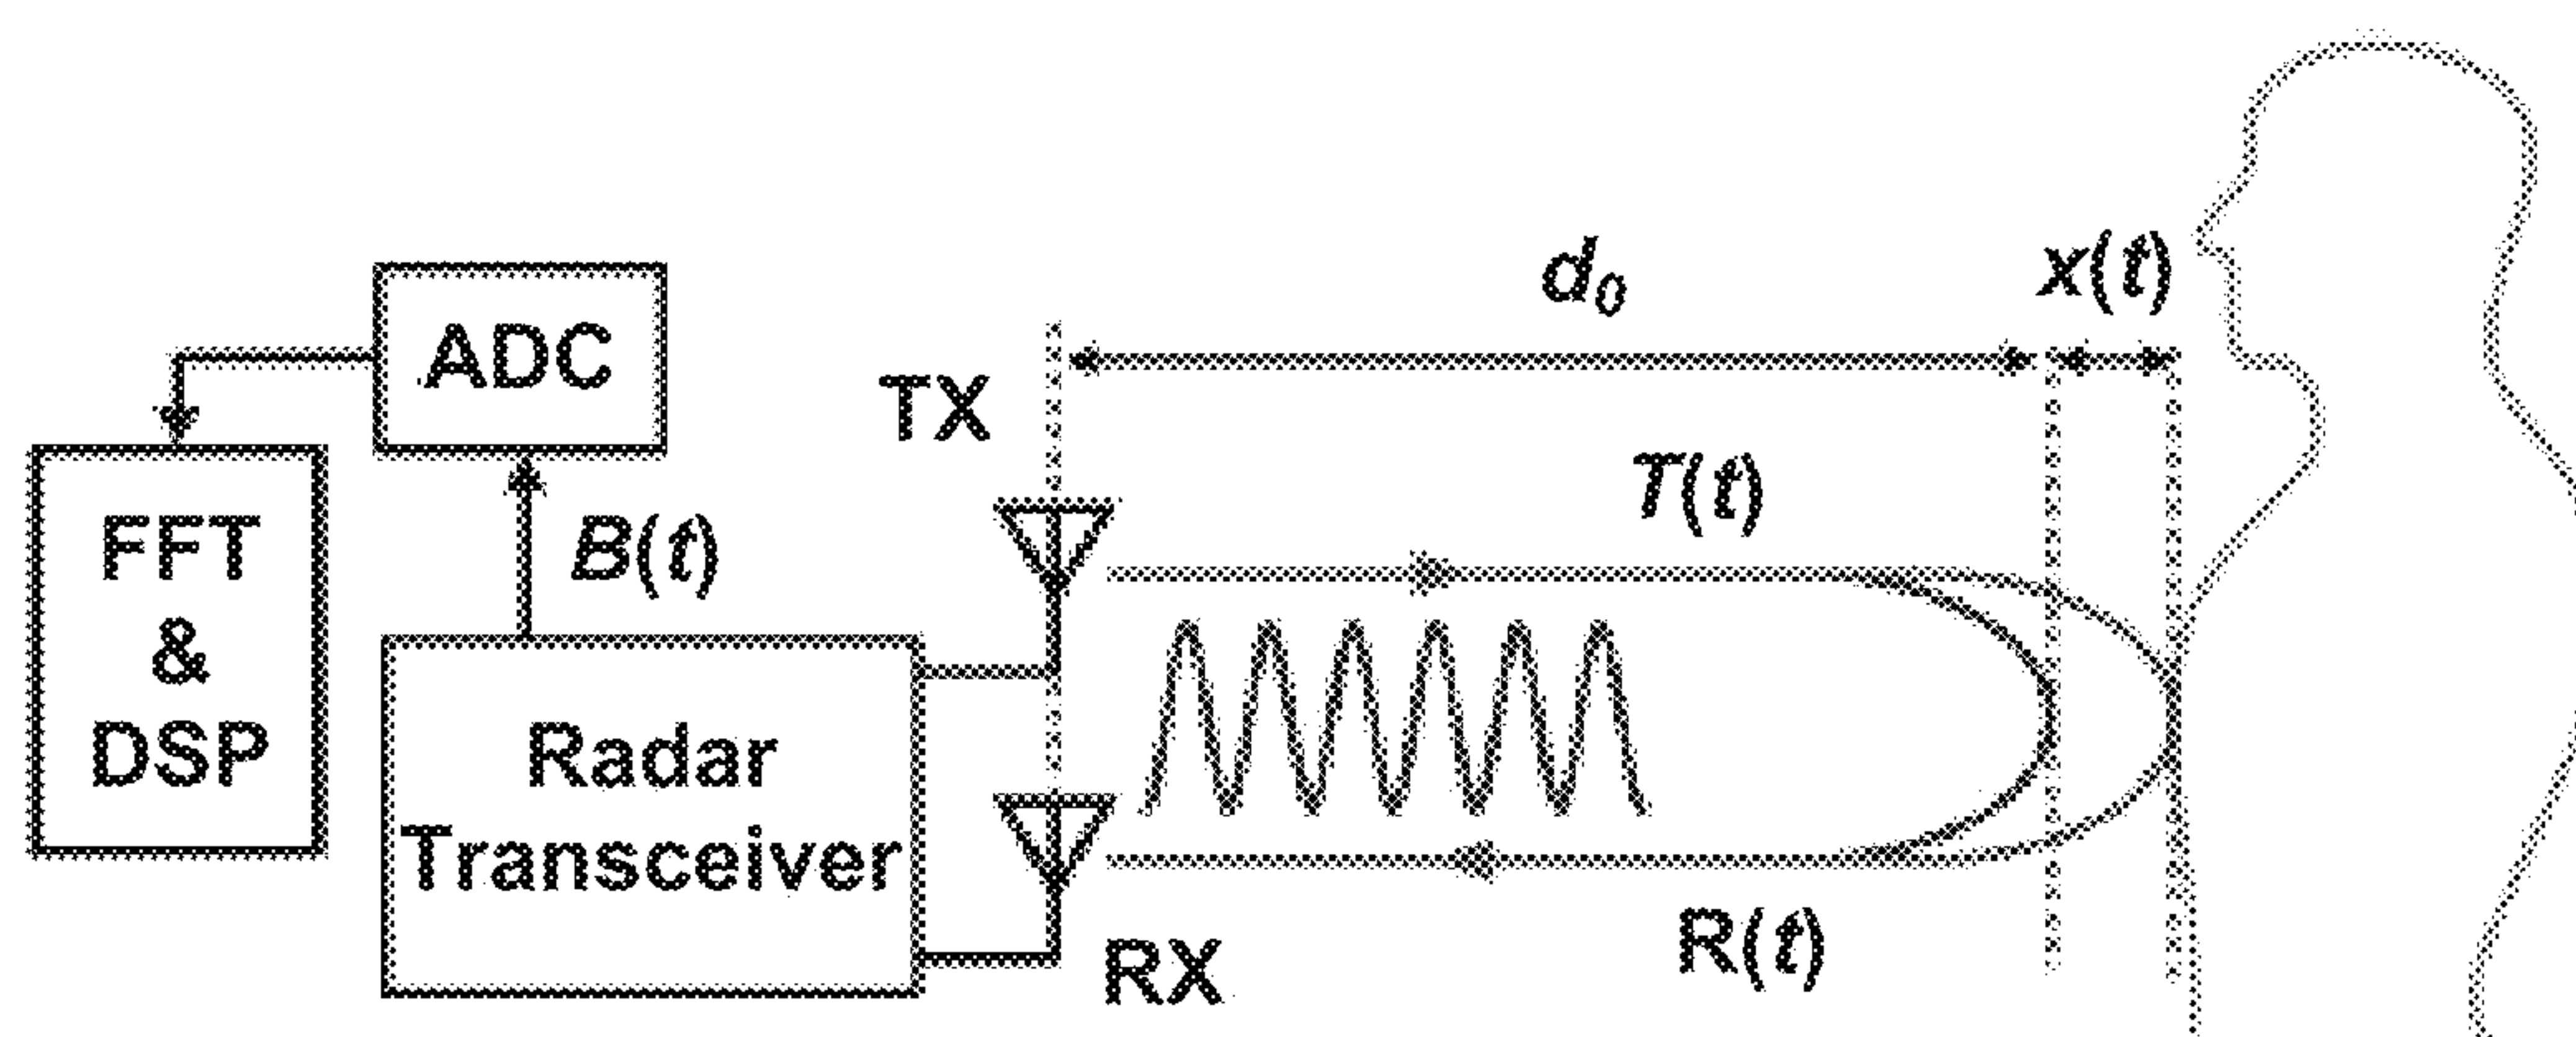 ADC
FFT
&
DSP
B(t)
Radar
Transceiver
TX
RX
d0
x(t)
T(t)
R(t)